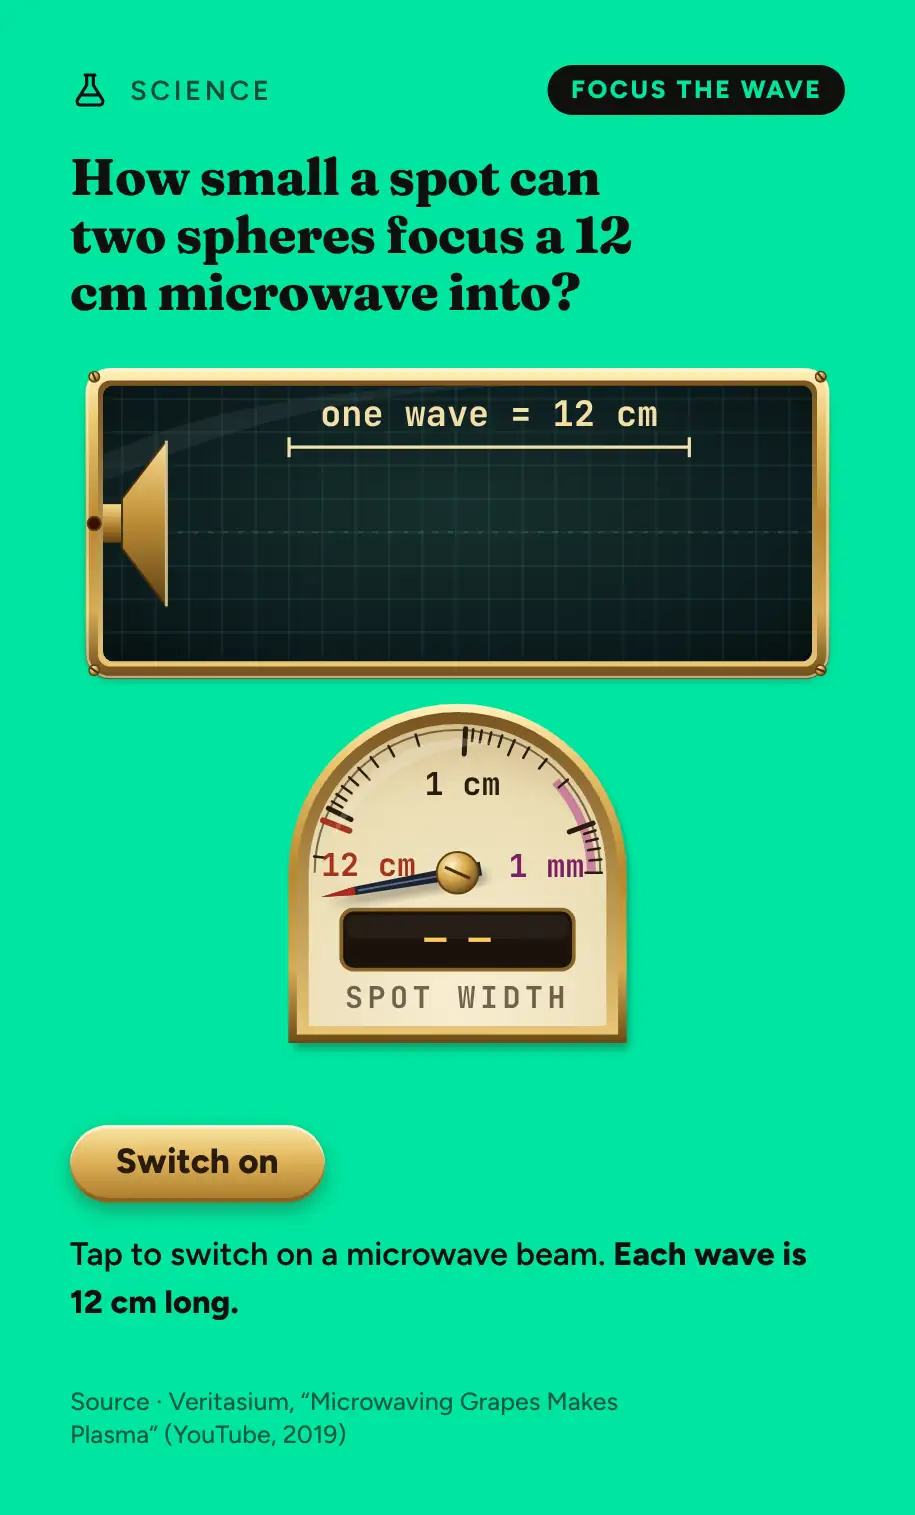 SCIENCE
FOCUS THE WAVE
How small a spot can
two spheres focus a 12
cm microwave into?
one wave = 12 cm
1 cm
12 cm
1 mm
– –
SPOT WIDTH
Switch on
Tap to switch on a microwave beam. Each wave is
12 cm long.
Source · Veritasium, “Microwaving Grapes Makes
Plasma” (YouTube, 2019)